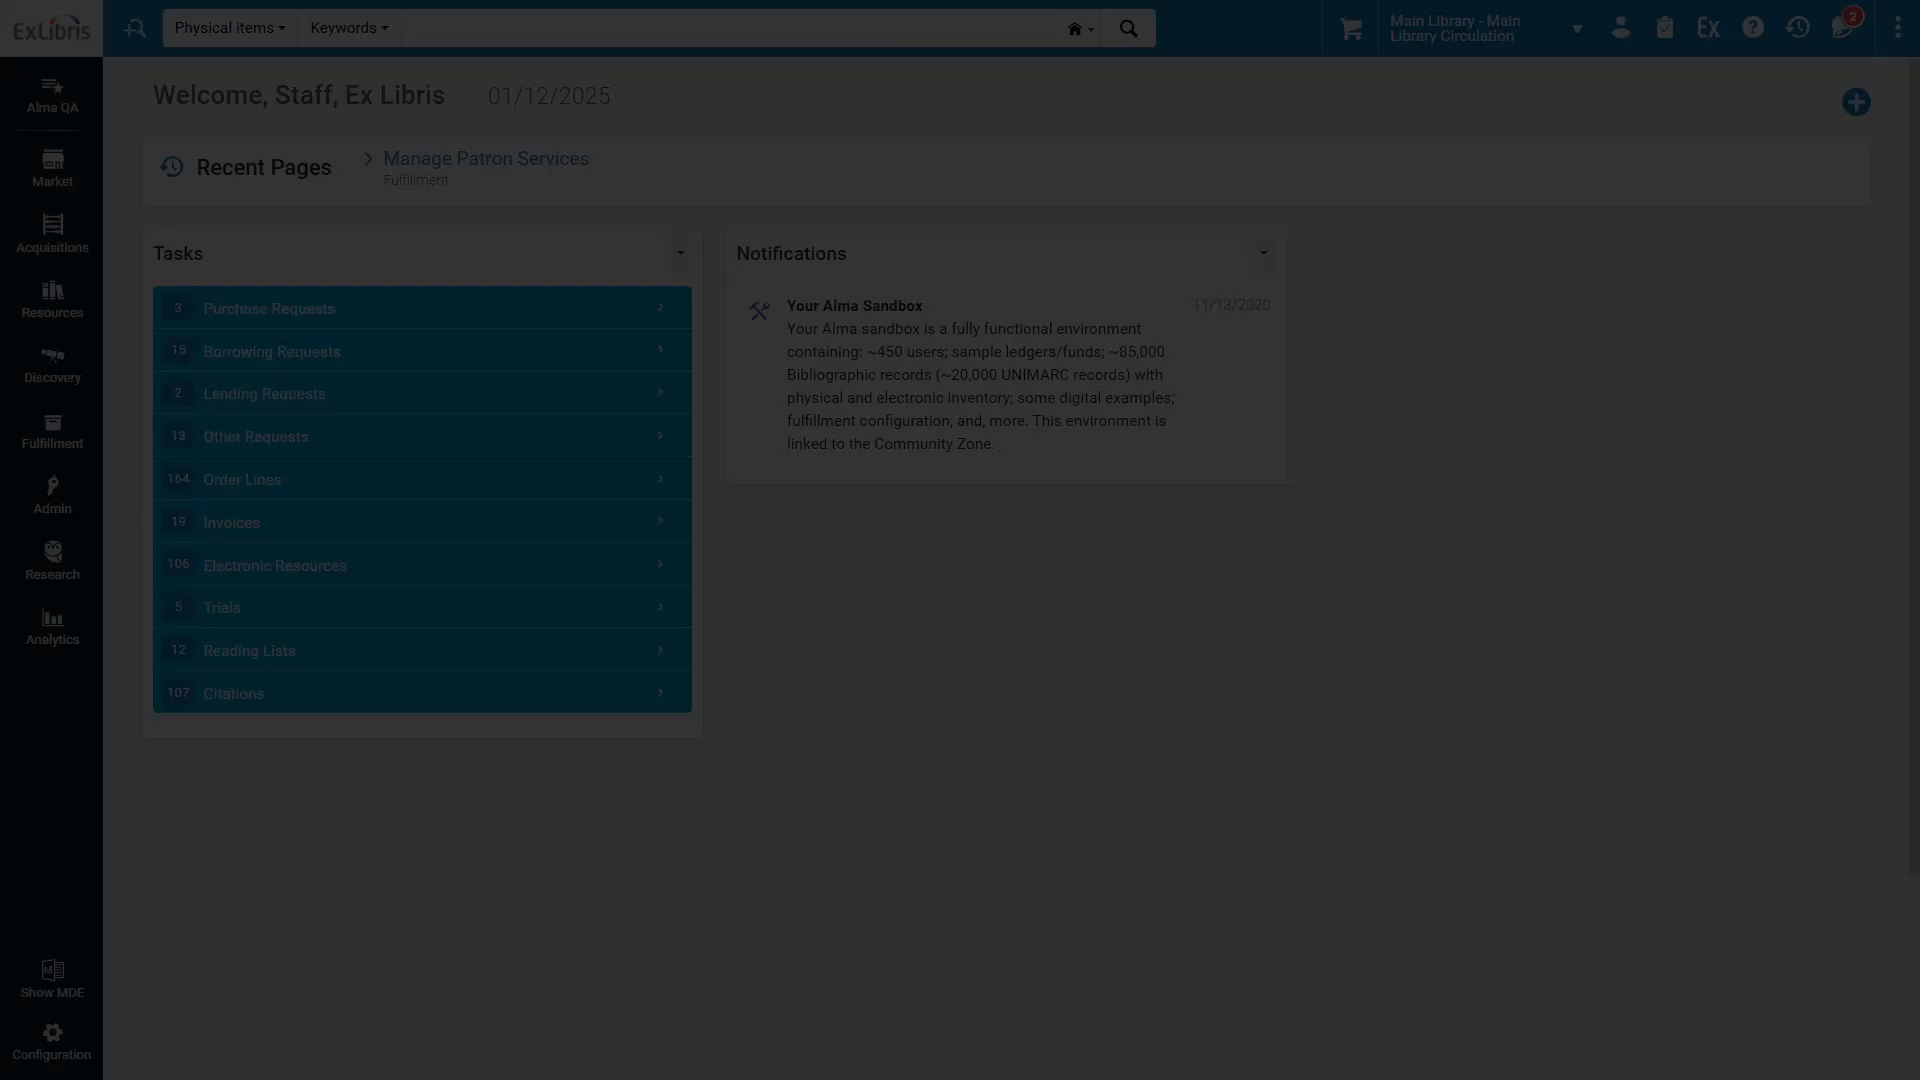 ExLibris
Physical items
Keywords
Main Library - Main
Library Circulation
Ex
?
2
Alma QA
Market
Acquisitions
Resources
Discovery
Fulfillment
Admin
Research
Analytics
Show MDE
Configuration
Welcome, Staff, Ex Libris 01/12/2025
Recent Pages
Manage Patron Services
Fulfillment
Tasks
3 Purchase Requests
15 Borrowing Requests
2 Lending Requests
13 Other Requests
164 Order Lines
19 Invoices
106 Electronic Resources
5 Trials
12 Reading Lists
107 Citations
Notifications
Your Alma Sandbox 11/13/2020
Your Alma sandbox is a fully functional environment
containing: ~450 users; sample ledgers/funds; ~85,000
Bibliographic records (~20,000 UNIMARC records) with
physical and electronic inventory; some digital examples;
fulfillment configuration; and, more. This environment is
linked to the Community Zone.